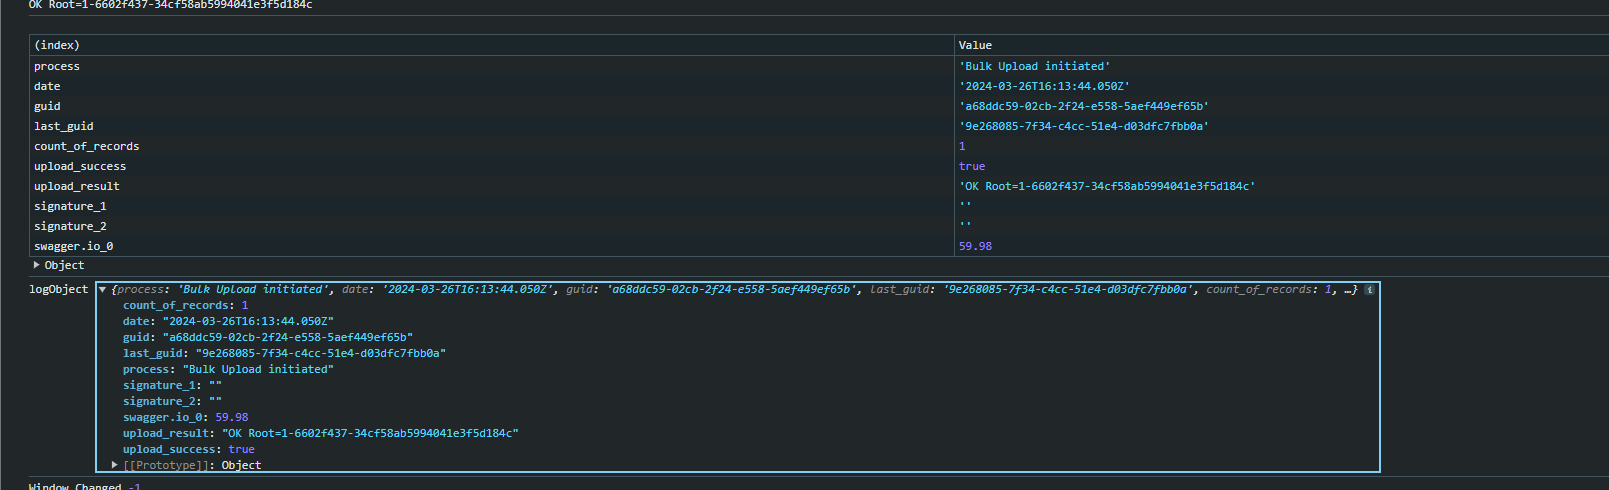 OK Root=1-6602f437-34cf58ab5994041e3f5d184c
(index) Value
process 'Bulk Upload initiated'
date '2024-03-26T16:13:44.050Z'
guid 'a68ddc59-02cb-2f24-e558-5aef449ef65b'
last_guid '9e268085-7f34-c4cc-51e4-d03dfc7fbb0a'
count_of_records 1
upload_success true
upload_result 'OK Root=1-6602f437-34cf58ab5994041e3f5d184c'
signature_1 ''
signature_2 ''
swagger.io_0 59.98
▶ Object
logObject ▼ {process: 'Bulk Upload initiated', date: '2024-03-26T16:13:44.050Z', guid: 'a68ddc59-02cb-2f24-e558-5aef449ef65b', last_guid: '9e268085-7f34-c4cc-51e4-d03dfc7fbb0a', count_of_records: 1, …} i
count_of_records: 1
date: "2024-03-26T16:13:44.050Z"
guid: "a68ddc59-02cb-2f24-e558-5aef449ef65b"
last_guid: "9e268085-7f34-c4cc-51e4-d03dfc7fbb0a"
process: "Bulk Upload initiated"
signature_1: ""
signature_2: ""
swagger.io_0: 59.98
upload_result: "OK Root=1-6602f437-34cf58ab5994041e3f5d184c"
upload_success: true
▶ [[Prototype]]: Object
Window Changed -1